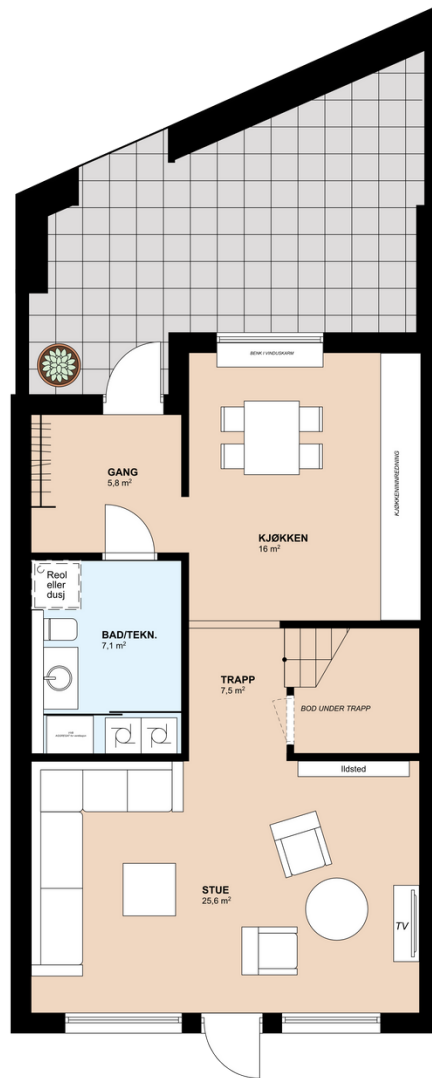 BENK I VINDUSKARM
GANG
5,8 m²
KJØKKENINNREDNING
KJØKKEN
16 m²
Reol
eller
dusj
BAD/TEKN.
7,1 m²
TRAPP
7,5 m²
BOD UNDER TRAPP
Ildsted
STUE
25,6 m²
TV